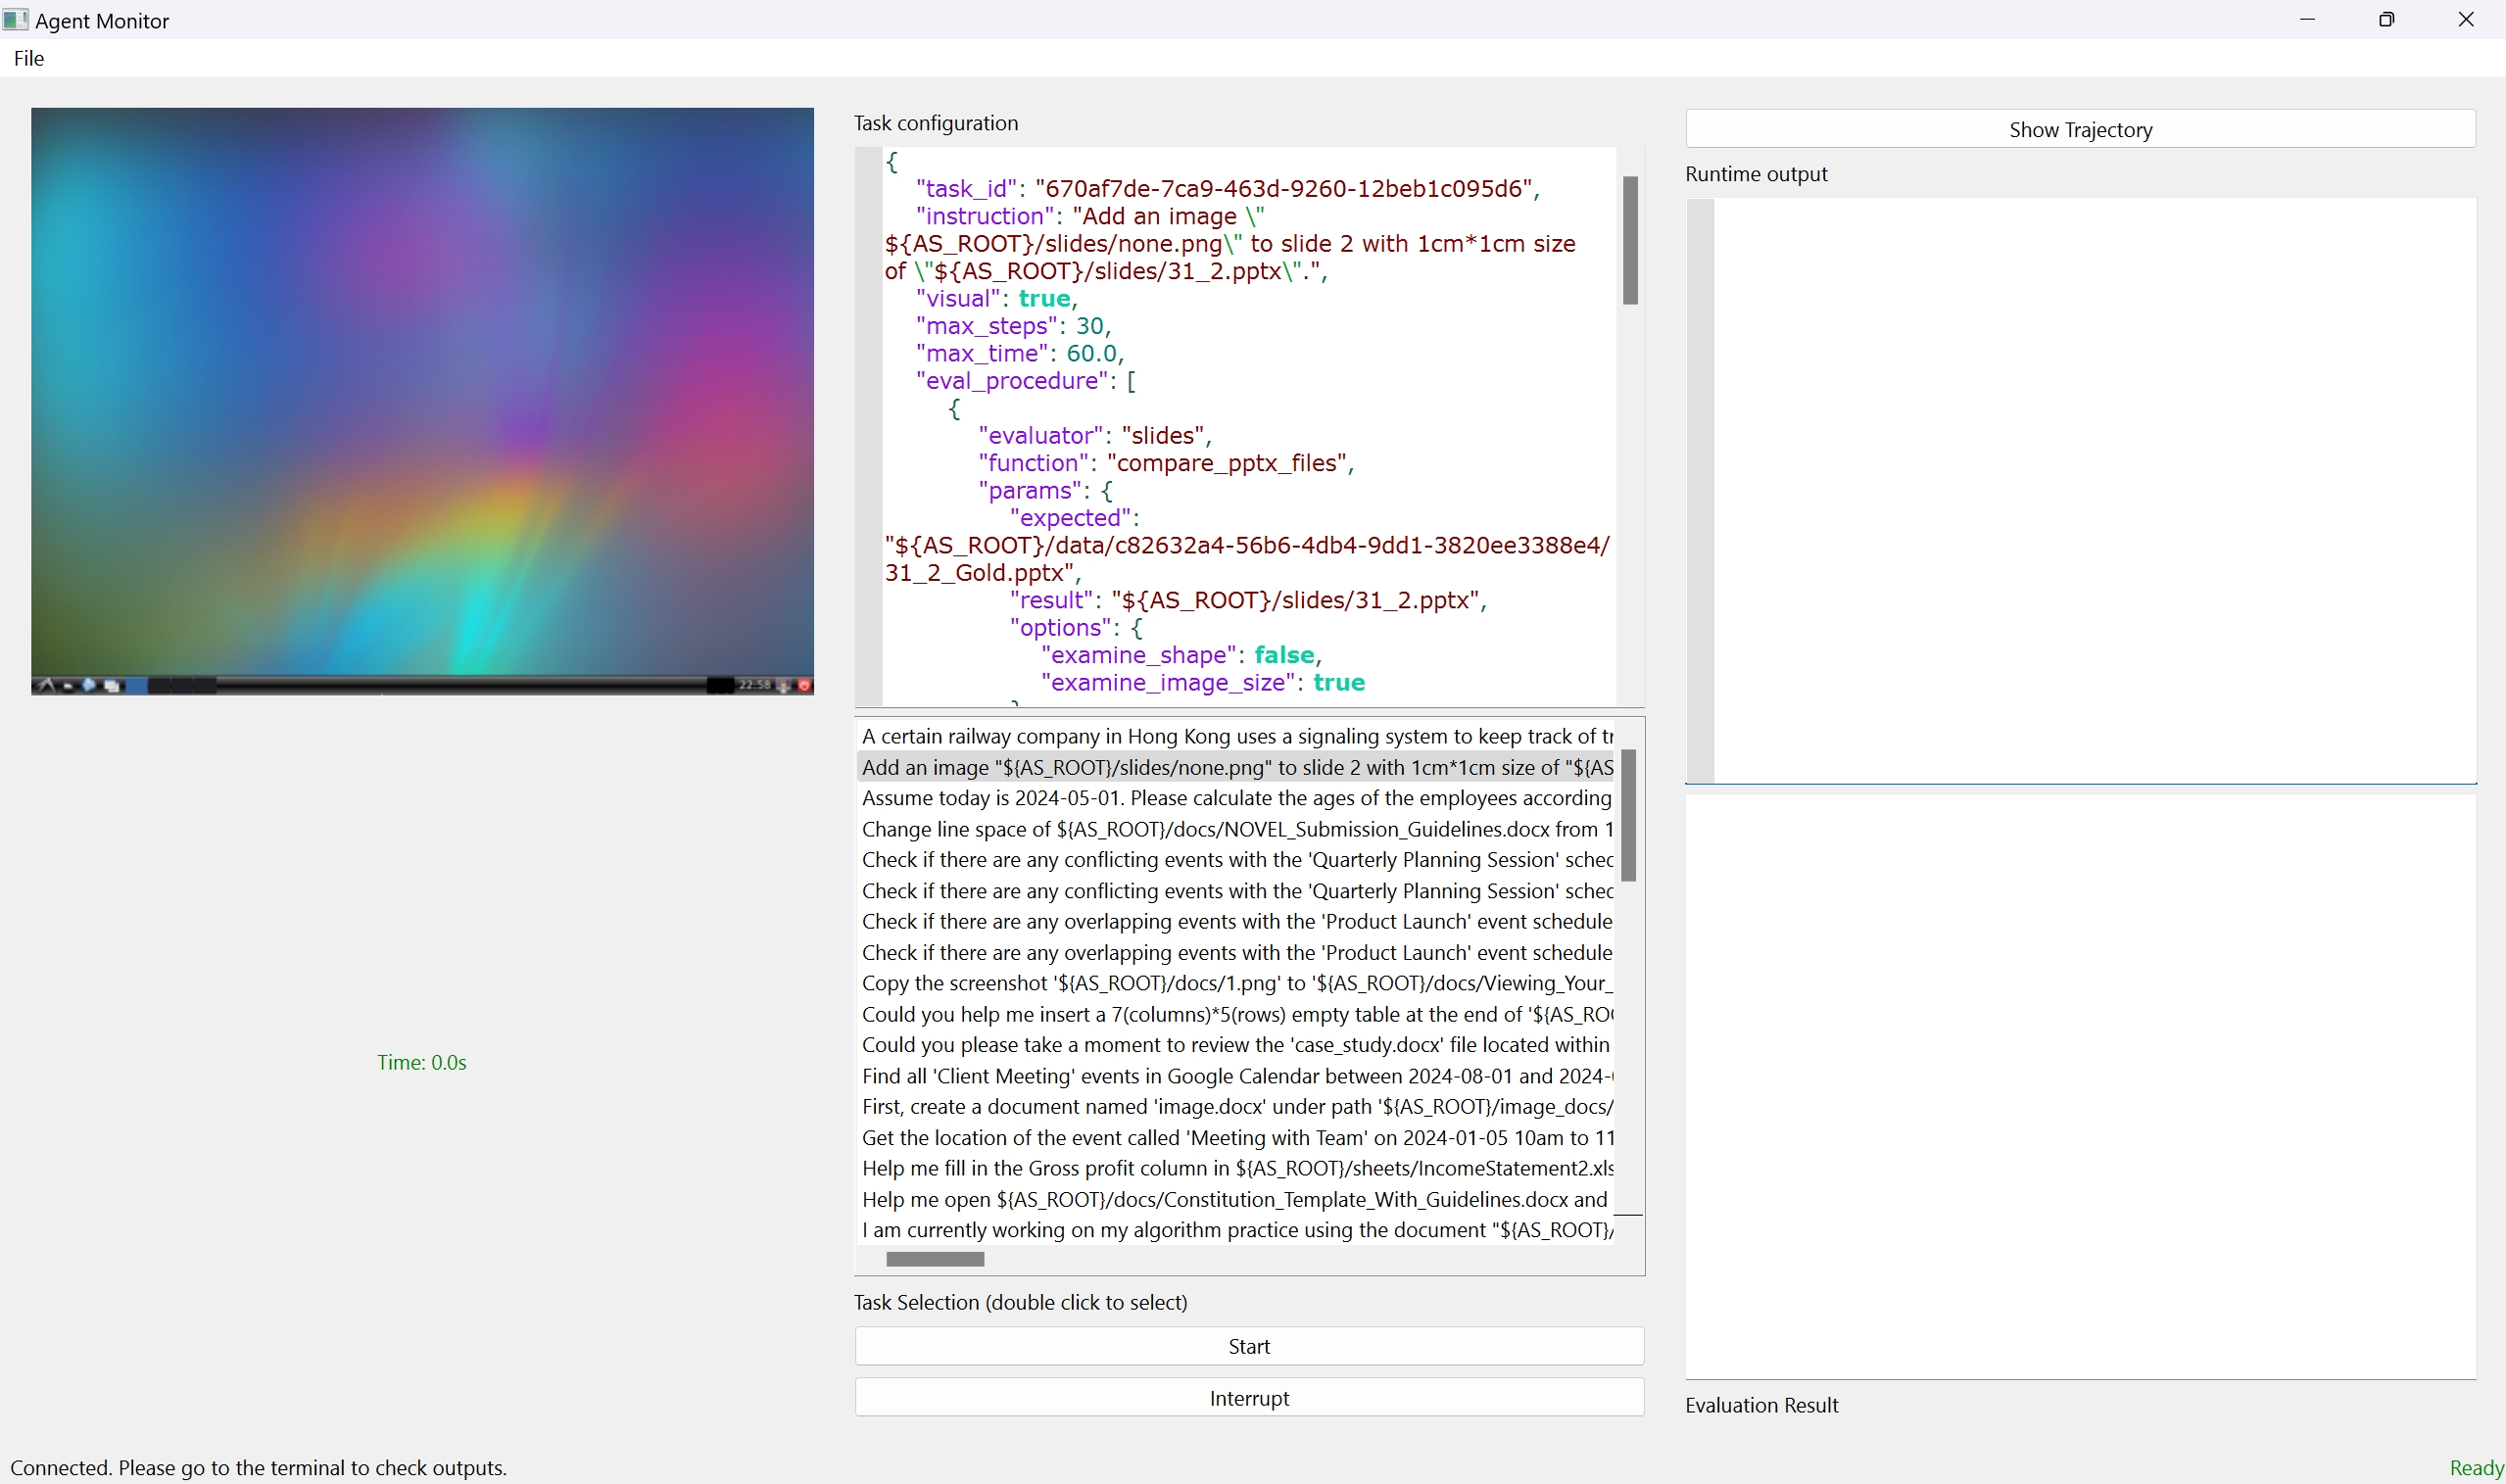 Agent Monitor
File
Task configuration
{
"task_id": "670af7de-7ca9-463d-9260-12beb1c095d6",
"instruction": "Add an image \"
${AS_ROOT}/slides/none.png\" to slide 2 with 1cm*1cm size
of \"${AS_ROOT}/slides/31_2.pptx\".",
"visual": true,
"max_steps": 30,
"max_time": 60.0,
"eval_procedure": [
{
"evaluator": "slides",
"function": "compare_pptx_files",
"params": {
"expected":
"${AS_ROOT}/data/c82632a4-56b6-4db4-9dd1-3820ee3388e4/
31_2_Gold.pptx",
"result": "${AS_ROOT}/slides/31_2.pptx",
"options": {
"examine_shape": false,
"examine_image_size": true
22:58
A certain railway company in Hong Kong uses a signaling system to keep track of tr
Add an image "${AS_ROOT}/slides/none.png" to slide 2 with 1cm*1cm size of "${AS
Assume today is 2024-05-01. Please calculate the ages of the employees according
Change line space of ${AS_ROOT}/docs/NOVEL_Submission_Guidelines.docx from 1
Check if there are any conflicting events with the 'Quarterly Planning Session' sched
Check if there are any conflicting events with the 'Quarterly Planning Session' sched
Check if there are any overlapping events with the 'Product Launch' event schedule
Check if there are any overlapping events with the 'Product Launch' event schedule
Copy the screenshot '${AS_ROOT}/docs/1.png' to '${AS_ROOT}/docs/Viewing_Your_
Could you help me insert a 7(columns)*5(rows) empty table at the end of '${AS_ROO
Could you please take a moment to review the 'case_study.docx' file located within
Find all 'Client Meeting' events in Google Calendar between 2024-08-01 and 2024-
First, create a document named 'image.docx' under path '${AS_ROOT}/image_docs/
Get the location of the event called 'Meeting with Team' on 2024-01-05 10am to 11
Help me fill in the Gross profit column in ${AS_ROOT}/sheets/IncomeStatement2.xls
Help me open ${AS_ROOT}/docs/Constitution_Template_With_Guidelines.docx and
I am currently working on my algorithm practice using the document "${AS_ROOT}/
Task Selection (double click to select)
Start
Interrupt
Time: 0.0s
Show Trajectory
Runtime output
Evaluation Result
Connected. Please go to the terminal to check outputs.
Ready